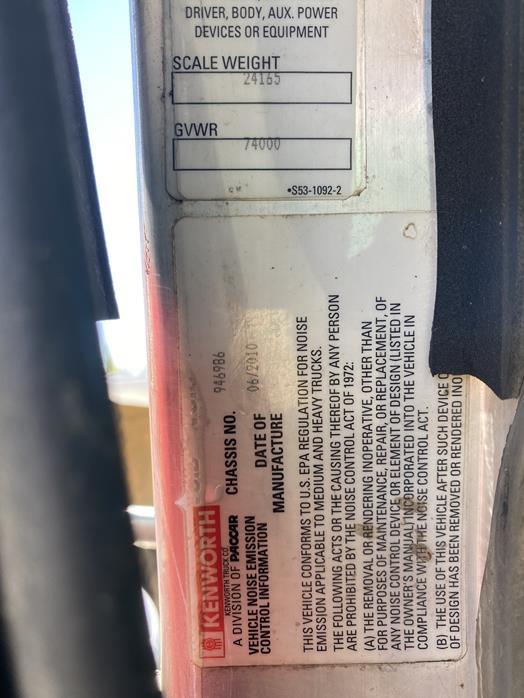 DRIVER, BODY, AUX. POWER
DEVICES OR EQUIPMENT
SCALE WEIGHT
24165
GVWR
74000
•S53-1092-2
KENWORTH
KENWORTH TRUCK CO.
A DIVISION OF PACCAR
VEHICLE NOISE EMISSION
CONTROL INFORMATION
CHASSIS NO. 946986
DATE OF 06/2010
MANUFACTURE
THIS VEHICLE CONFORMS TO U.S. EPA REGULATION FOR NOISE
EMISSION APPLICABLE TO MEDIUM AND HEAVY TRUCKS.
THE FOLLOWING ACTS OR THE CAUSING THEREOF BY ANY PERSON
ARE PROHIBITED BY THE NOISE CONTROL ACT OF 1972:
(A) THE REMOVAL OR RENDERING INOPERATIVE, OTHER THAN
FOR PURPOSES OF MAINTENANCE, REPAIR, OR REPLACEMENT, OF
ANY NOISE CONTROL DEVICE OR ELEMENT OF DESIGN (LISTED IN
THE OWNER'S MANUAL) INCORPORATED INTO THE VEHICLE IN
COMPLIANCE WITH THE NOISE CONTROL ACT.
(B) THE USE OF THIS VEHICLE AFTER SUCH DEVICE O
OF DESIGN HAS BEEN REMOVED OR RENDERED INO